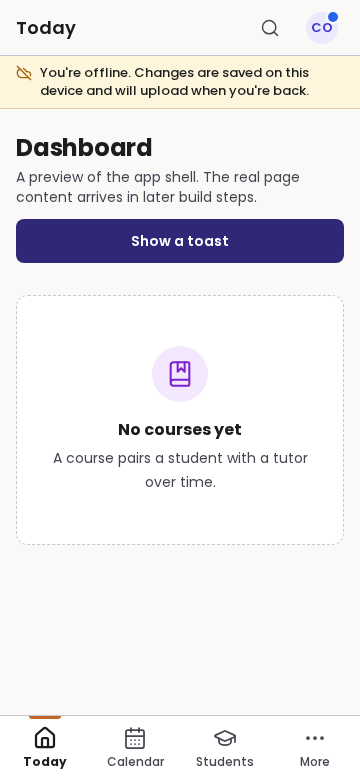 Today
CO
You're offline. Changes are saved on this
device and will upload when you're back.
Dashboard
A preview of the app shell. The real page
content arrives in later build steps.
Show a toast
No courses yet
A course pairs a student with a tutor
over time.
Today
Calendar
Students
More